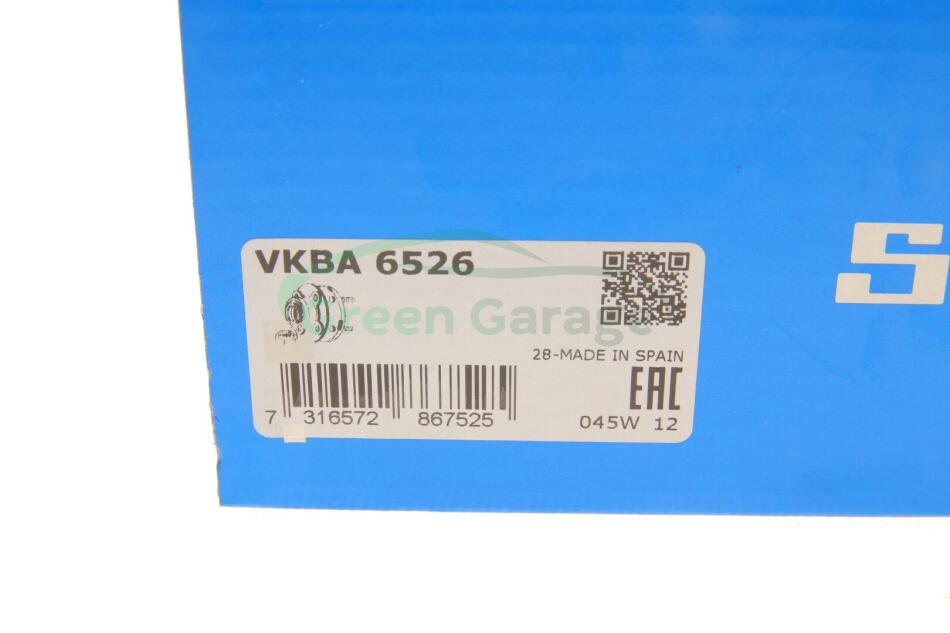 VKBA 6526
Green Garage
28-MADE IN SPAIN
EAC
7 316572 867525
045W 12
S